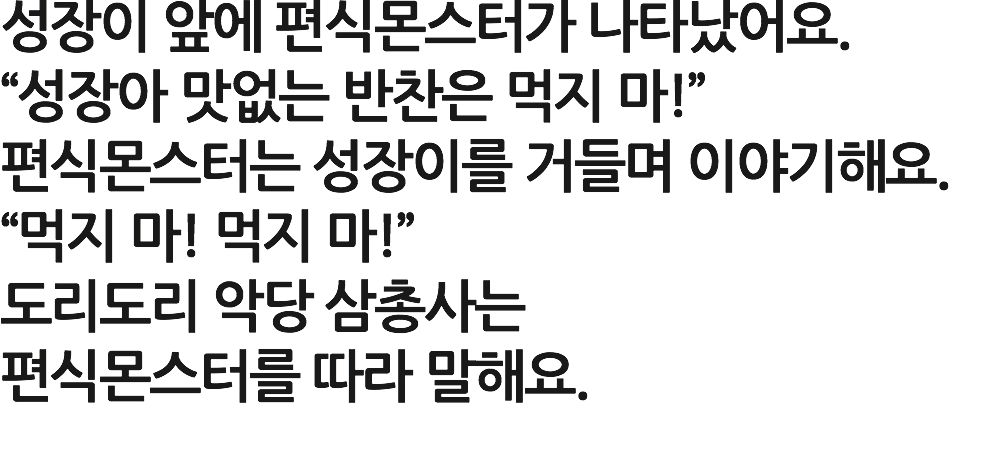 성장이 앞에 편식몬스터가 나타났어요.
“성장아 맛없는 반찬은 먹지 마!”
편식몬스터는 성장이를 거들며 이야기해요.
“먹지 마! 먹지 마!”
도리도리 악당 삼총사는
편식몬스터를 따라 말해요.